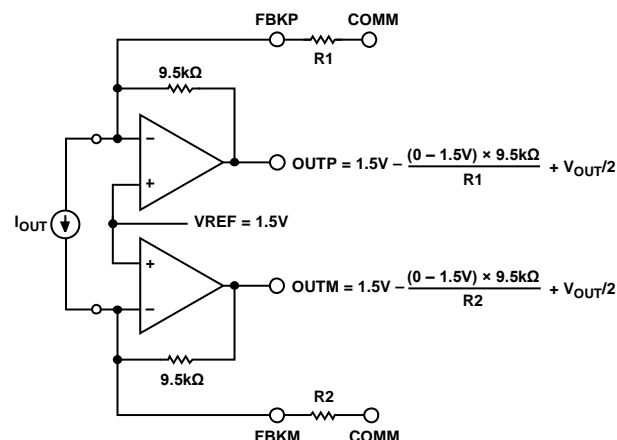 FBKP
COMM
R1
9.5kΩ
−
+
OUTP = 1.5V – (0 – 1.5V) × 9.5kΩ / R1 + VOUT/2
IOUT
VREF = 1.5V
+
−
OUTM = 1.5V – (0 – 1.5V) × 9.5kΩ / R2 + VOUT/2
9.5kΩ
R2
FBKM
COMM